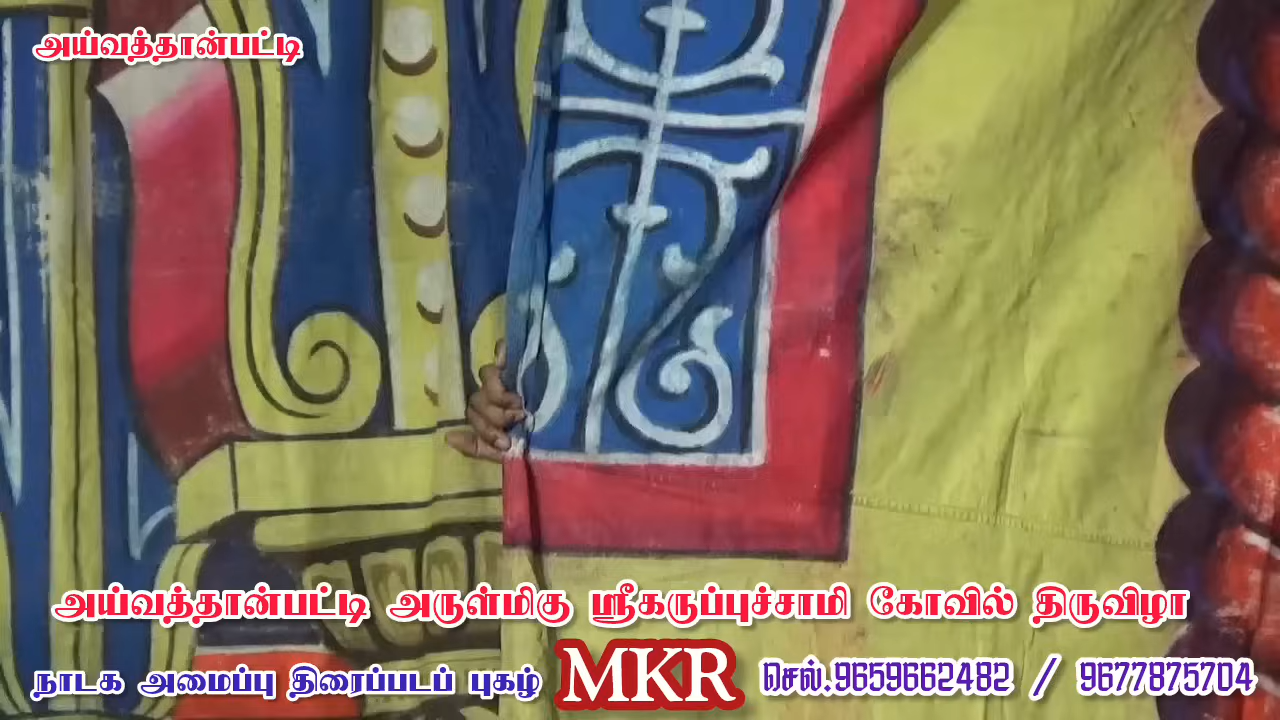 அய்வத்தான்பட்டி
அய்வத்தான்பட்டி அருள்மிகு ஸ்ரீகருப்புச்சாமி கோவில் திருவிழா
நாடக அமைப்பு திரைப்படப் புகழ் MKR செல்.9659662482 / 9677875704